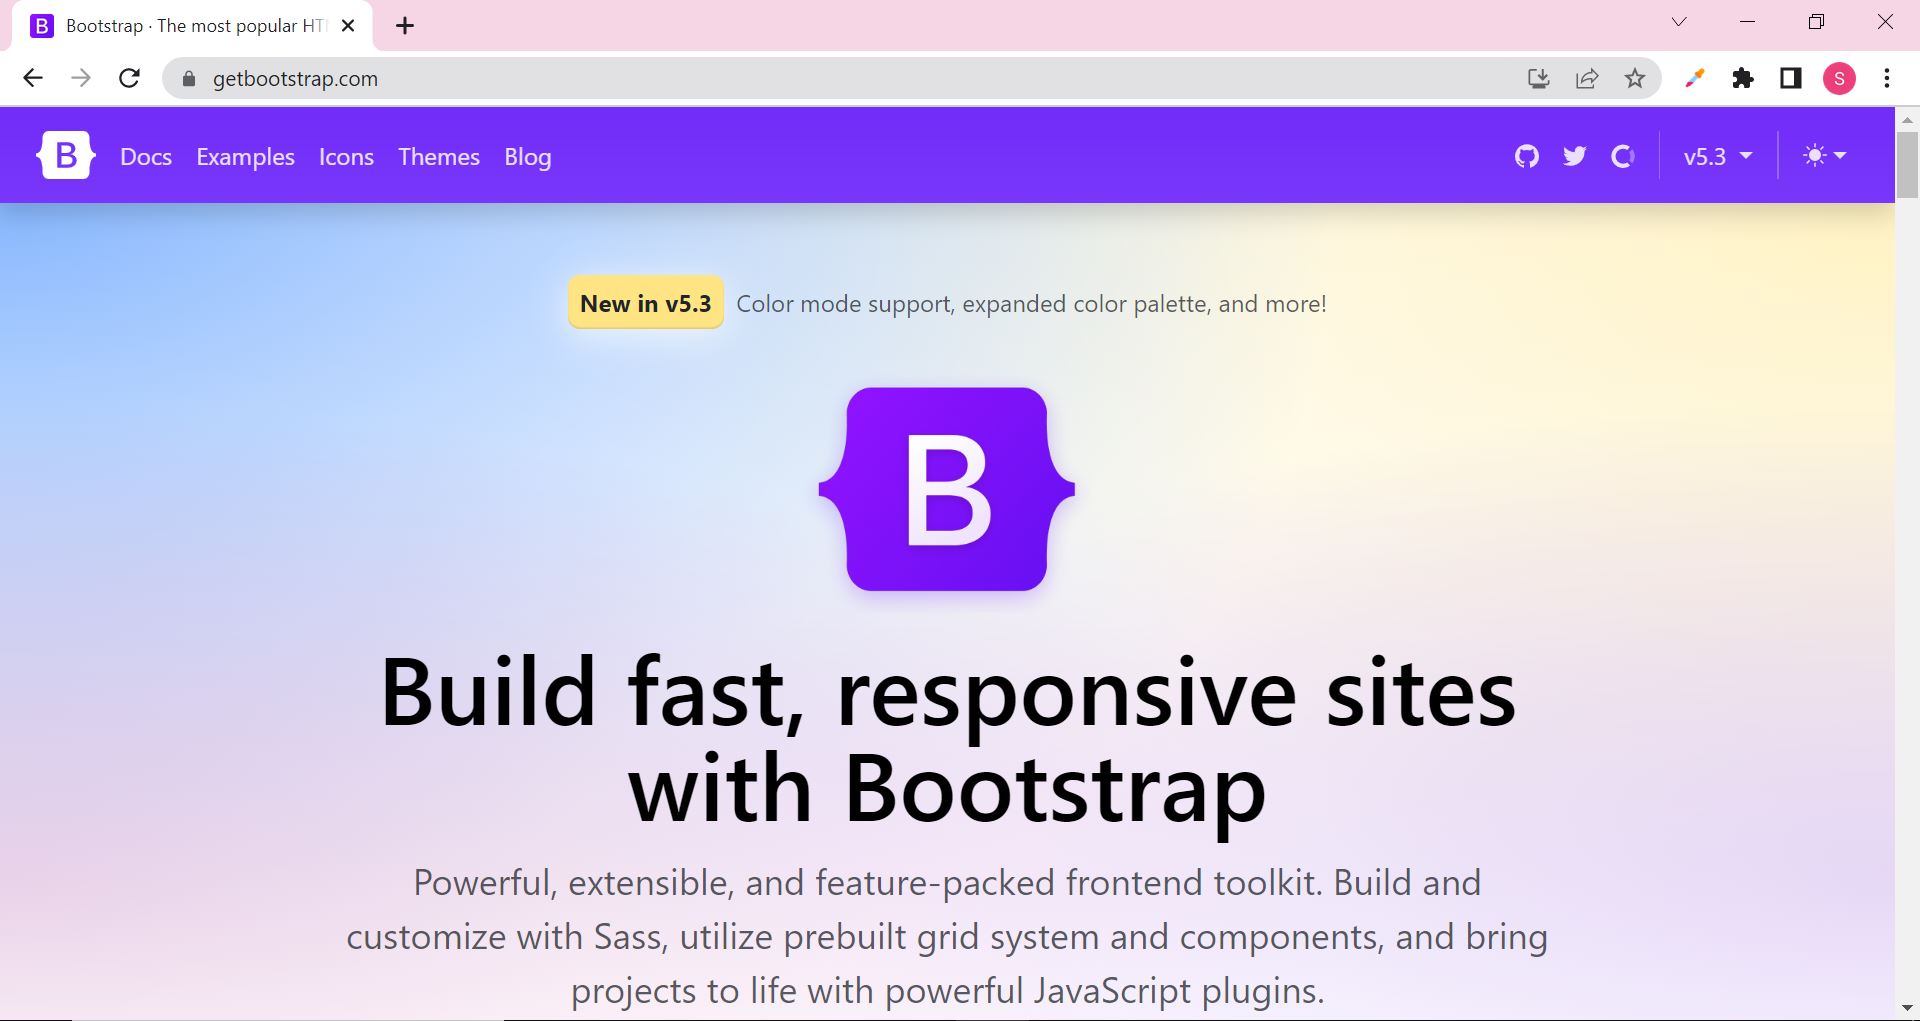 Bootstrap · The most popular HT
getbootstrap.com
S
B Docs Examples Icons Themes Blog
v5.3
New in v5.3 Color mode support, expanded color palette, and more!
B
Build fast, responsive sites
with Bootstrap
Powerful, extensible, and feature-packed frontend toolkit. Build and
customize with Sass, utilize prebuilt grid system and components, and bring
projects to life with powerful JavaScript plugins.